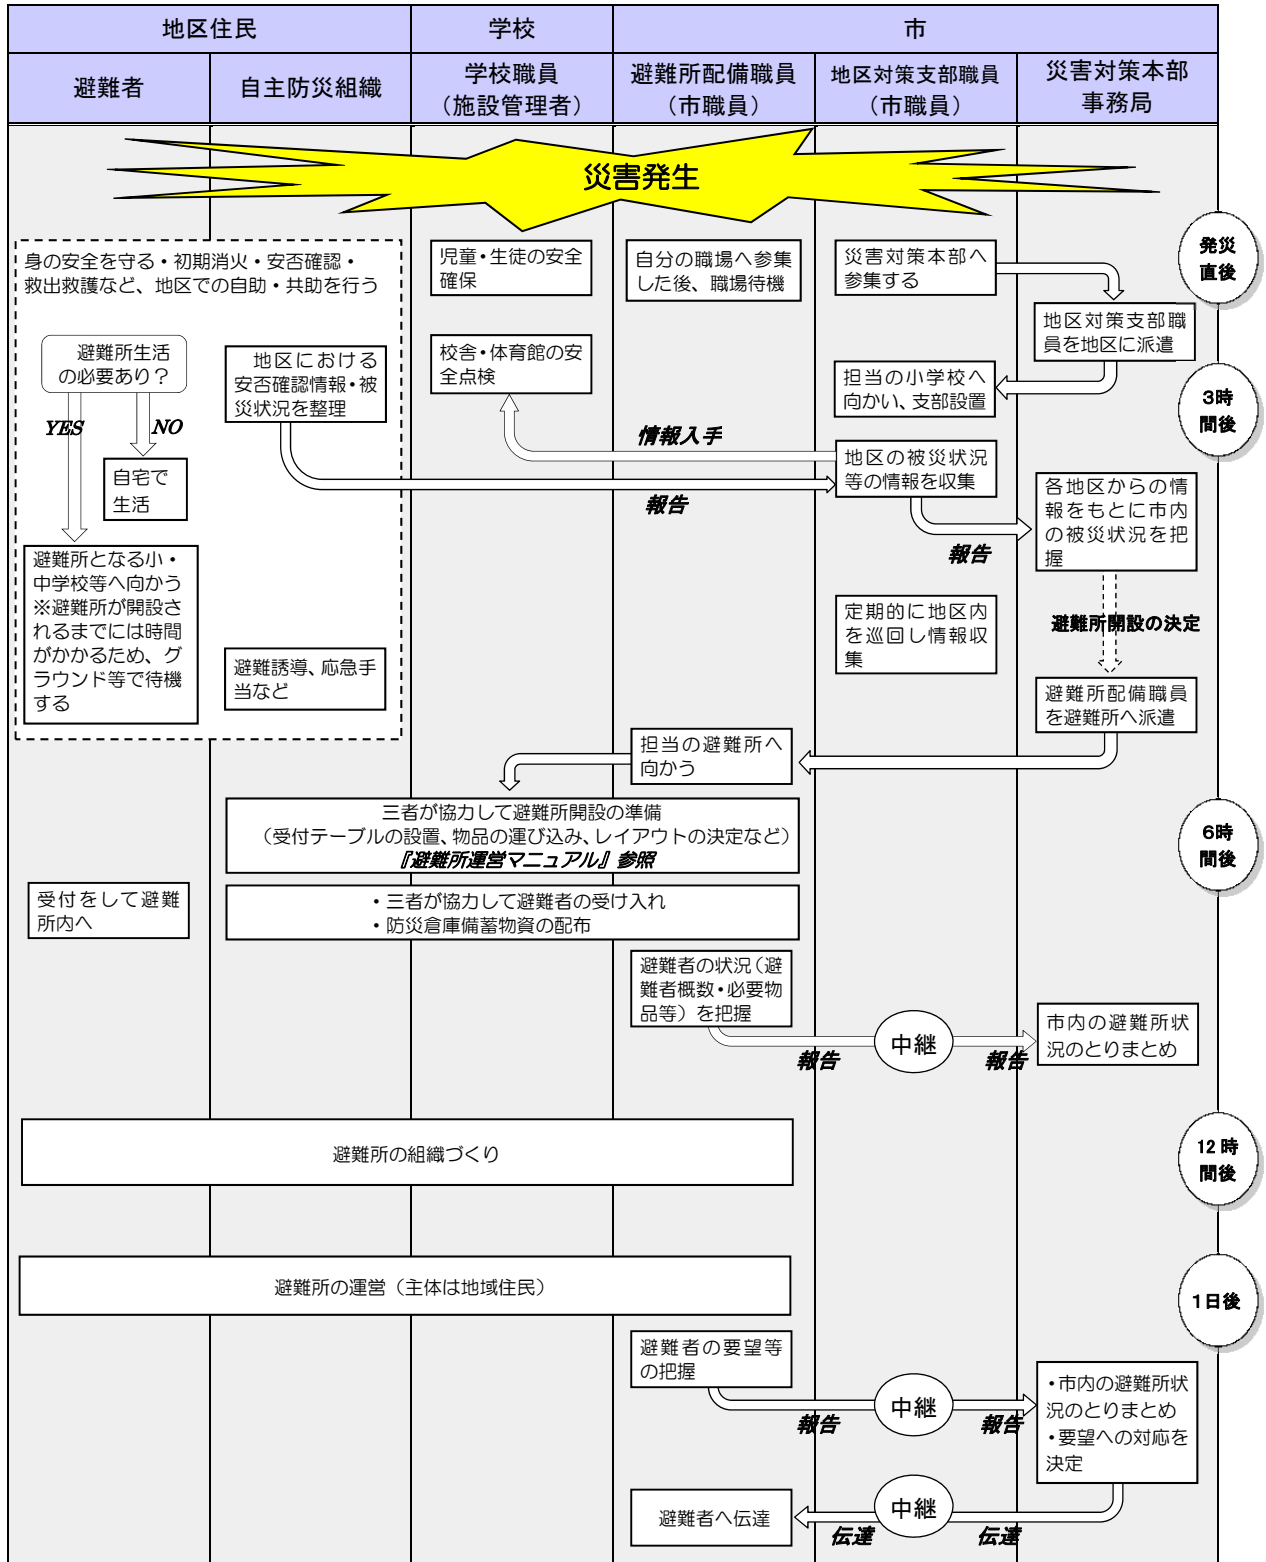 地区住民
学校
市
避難者
自主防災組織
学校職員
（施設管理者）
避難所配備職員
（市職員）
地区対策支部職員
（市職員）
災害対策本部
事務局
災害発生
発災
直後
身の安全を守る・初期消火・安否確認・
救出救護など、地区での自助・共助を行う
児童・生徒の安全
確保
自分の職場へ参集
した後、職場待機
災害対策本部へ
参集する
地区対策支部職
員を地区に派遣
避難所生活
の必要あり？
地区における
安否確認情報・被
災状況を整理
校舎・体育館の安
全点検
担当の小学校へ
向かい、支部設置
3時
間後
YES
NO
情報入手
自宅で
生活
地区の被災状況
等の情報を収集
報告
各地区からの情
報をもとに市内
の被災状況を把
握
報告
避難所となる小・
中学校等へ向かう
※避難所が開設さ
れるまでには時間
がかかるため、グ
ラウンド等で待機
する
定期的に地区内
を巡回し情報収
集
避難所開設の決定
避難誘導、応急手
当など
避難所配備職員
を避難所へ派遣
担当の避難所へ
向かう
三者が協力して避難所開設の準備
（受付テーブルの設置、物品の運び込み、レイアウトの決定など）
『避難所運営マニュアル』参照
6時
間後
受付をして避難
所内へ
・三者が協力して避難者の受け入れ
・防災倉庫備蓄物資の配布
避難者の状況（避
難者概数・必要物
品等）を把握
報告
中継
報告
市内の避難所状
況のとりまとめ
避難所の組織づくり
12時
間後
避難所の運営（主体は地域住民）
1日後
避難者の要望等
の把握
報告
中継
報告
・市内の避難所状
況のとりまとめ
・要望への対応を
決定
避難者へ伝達
伝達
中継
伝達